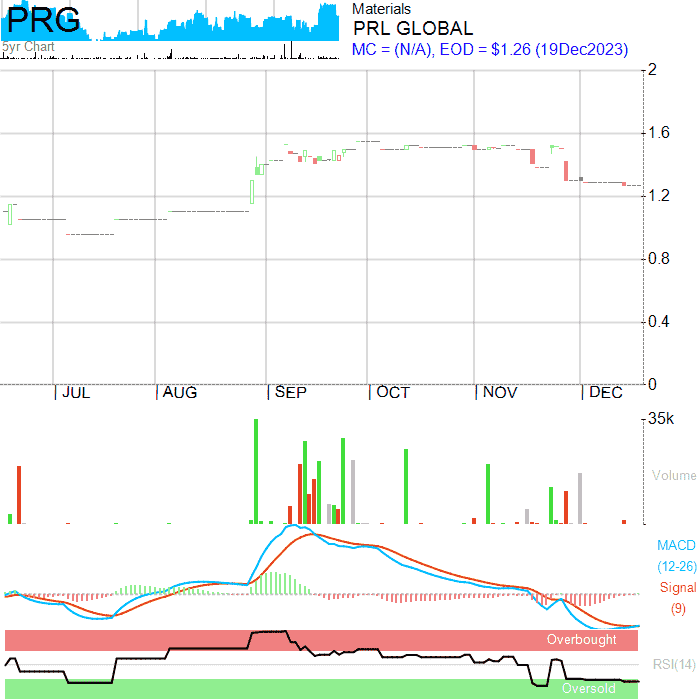 PRG
5yr Chart
Materials
PRL GLOBAL
MC = (N/A), EOD = $1.26 (19Dec2023)
2
1.6
1.2
0.8
0.4
0
JUL AUG SEP OCT NOV DEC
35k
Volume
MACD
(12-26)
Signal
(9)
Overbought
RSI(14)
Oversold